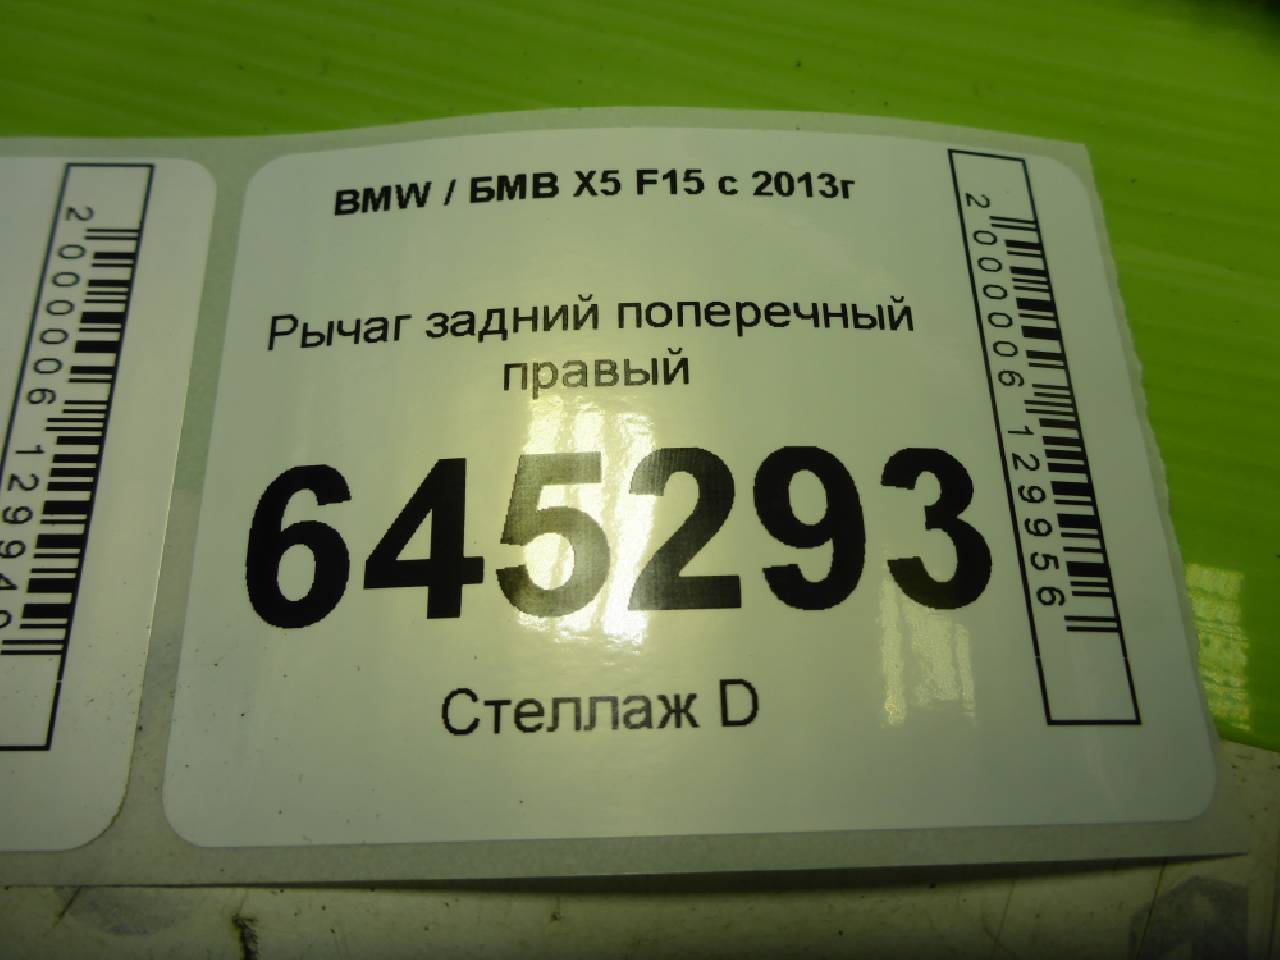 BMW / БМВ X5 F15 с 2013г
Рычаг задний поперечный
правый
645293
Стеллаж D
2000006129956